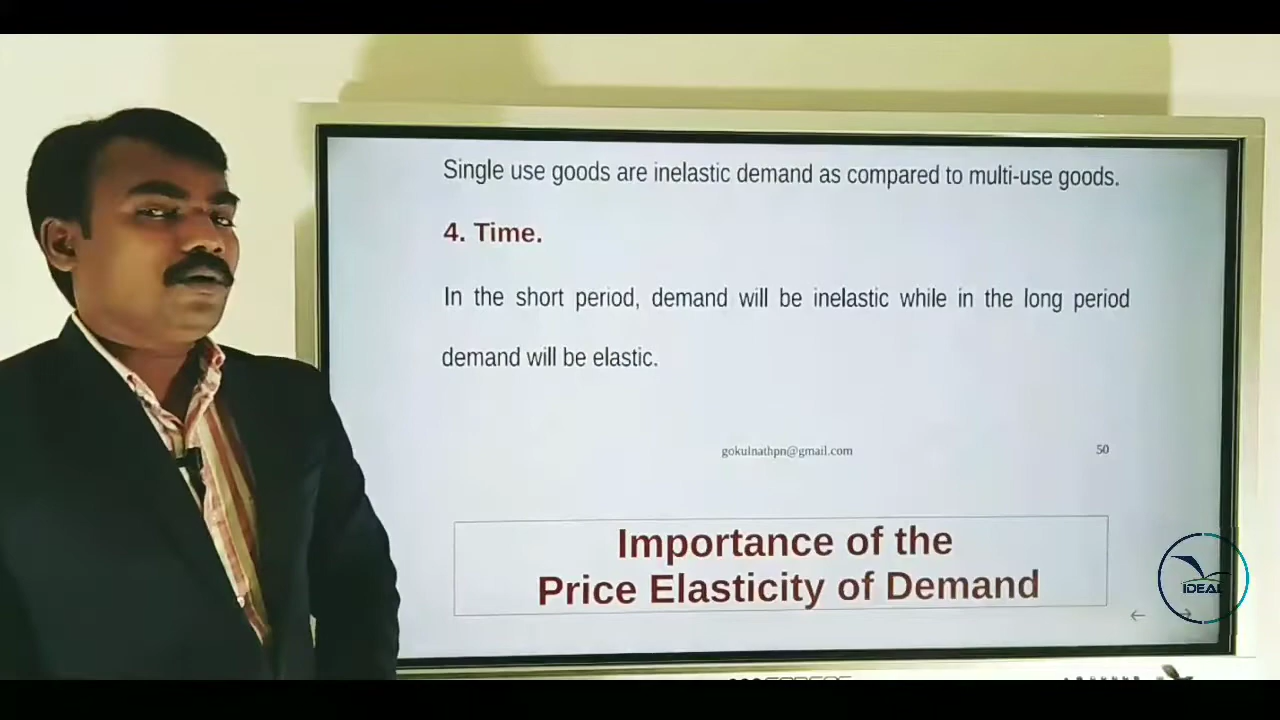 Single use goods are inelastic demand as compared to multi-use goods.
4. Time.
In the short period, demand will be inelastic while in the long period
demand will be elastic.
gokulnathpn@gmail.com
50
Importance of the
Price Elasticity of Demand
IDEAL